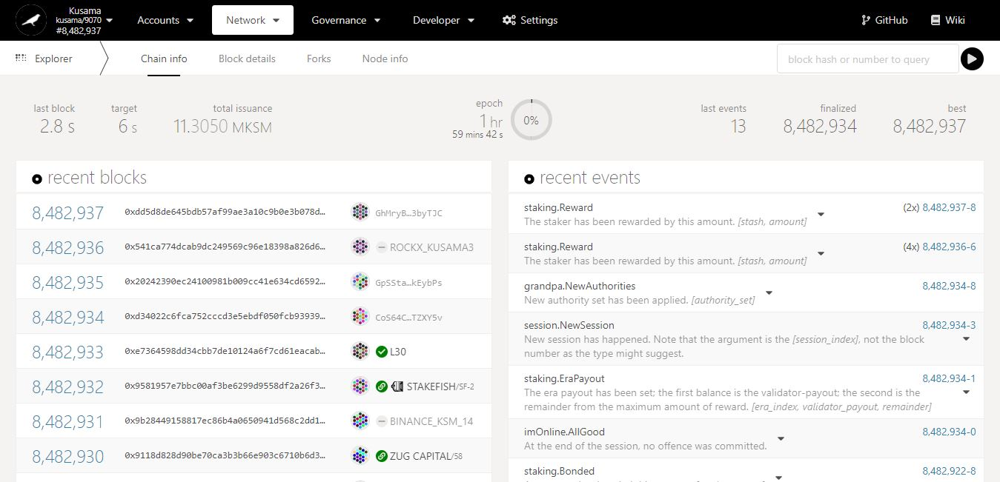 Kusama
kusama/9070
#8,482,937
Accounts
Network
Governance
Developer
Settings
GitHub
Wiki
Explorer
Chain info
Block details
Forks
Node info
block hash or number to query
last block
2.8 s
target
6 s
total issuance
11.3050 MKSM
epoch
1 hr
59 mins 42 s
0%
last events
13
finalized
8,482,934
best
8,482,937
recent blocks
8,482,937 0xdd5d8de645bdb57af99ae3a10c9b0e3b078d… GhMryB…3byTJC
8,482,936 0x541ca774dcab9dc249569c96e18398a826d6… ROCKX_KUSAMA3
8,482,935 0x20242390ec24100981b009cc41e634cd6592… GpSSta…kEybPs
8,482,934 0xd34022c6fca752cccd3e5ebdf050fcb93939… CoS64C…TZXY5v
8,482,933 0xe7364598dd34cbb7de10124a6f7cd61eacab… L30
8,482,932 0x9581957e7bbc00af3be6299d9558df2a26f3… STAKEFISH/SF-2
8,482,931 0x9b28449158817ec86b4a0650941d568c2dd1… BINANCE_KSM_14
8,482,930 0x9118d828d90be70ca3b3b66e903c6710b6d3… ZUG CAPITAL/58
recent events
staking.Reward (2x) 8,482,937-8
The staker has been rewarded by this amount. [stash, amount]
staking.Reward (4x) 8,482,936-6
The staker has been rewarded by this amount. [stash, amount]
grandpa.NewAuthorities 8,482,934-8
New authority set has been applied. [authority_set]
session.NewSession 8,482,934-3
New session has happened. Note that the argument is the [session_index], not the block
number as the type might suggest.
staking.EraPayout 8,482,934-1
The era payout has been set; the first balance is the validator-payout; the second is the
remainder from the maximum amount of reward. [era_index, validator_payout, remainder]
imOnline.AllGood 8,482,934-0
At the end of the session, no offence was committed.
staking.Bonded 8,482,922-8